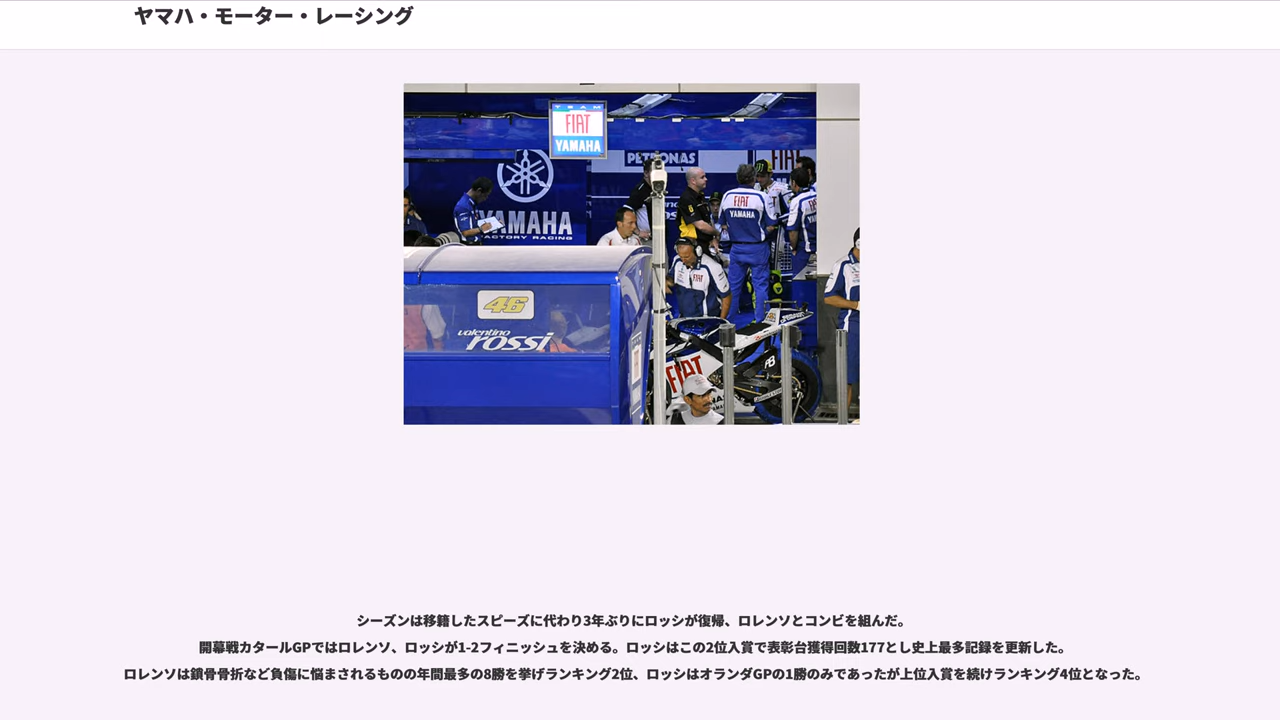 ヤマハ・モーター・レーシング
TEAM
FIAT
YAMAHA
PETRONAS
FIAT
YAMAHA
FACTORY RACING
FIAT
YAMAHA
FIAT
46
valentino
rossi
FIAT
シーズンは移籍したスピーズに代わり3年ぶりにロッシが復帰、ロレンソとコンビを組んだ。
開幕戦カタールGPではロレンソ、ロッシが1-2フィニッシュを決める。ロッシはこの2位入賞で表彰台獲得回数177とし史上最多記録を更新した。
ロレンソは鎖骨骨折など負傷に悩まされるものの年間最多の8勝を挙げランキング2位、ロッシはオランダGPの1勝のみであったが上位入賞を続けランキング4位となった。